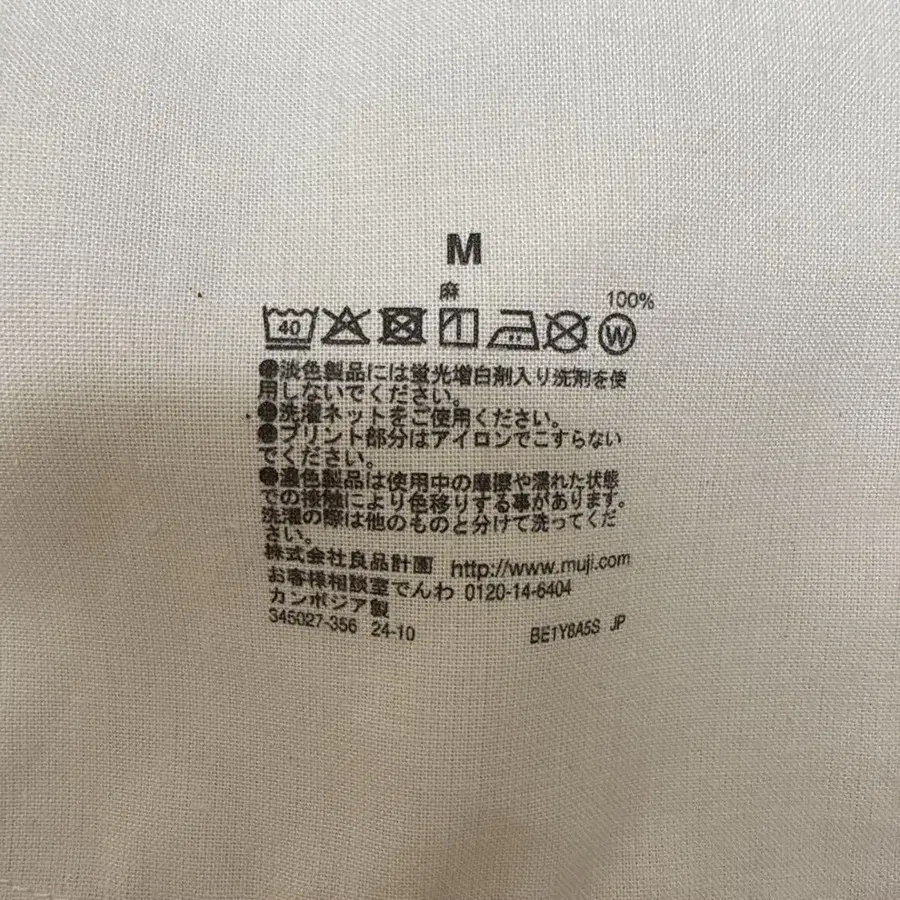 M
麻 100%
40 W
●淡色製品には蛍光増白剤入り洗剤を使
用しないでください。
●洗濯ネットをご使用ください。
●プリント部分はアイロンでこすらない
でください。
●濃色製品は使用中の摩擦や濡れた状態
での接触により色移りする事があります。
洗濯の際は他のものと分けて洗ってくだ
さい。
株式会社良品計画 http://www.muji.com
お客様相談室でんわ 0120-14-6404
カンボジア製
345027-356 24-10 BE1Y8A5S JP